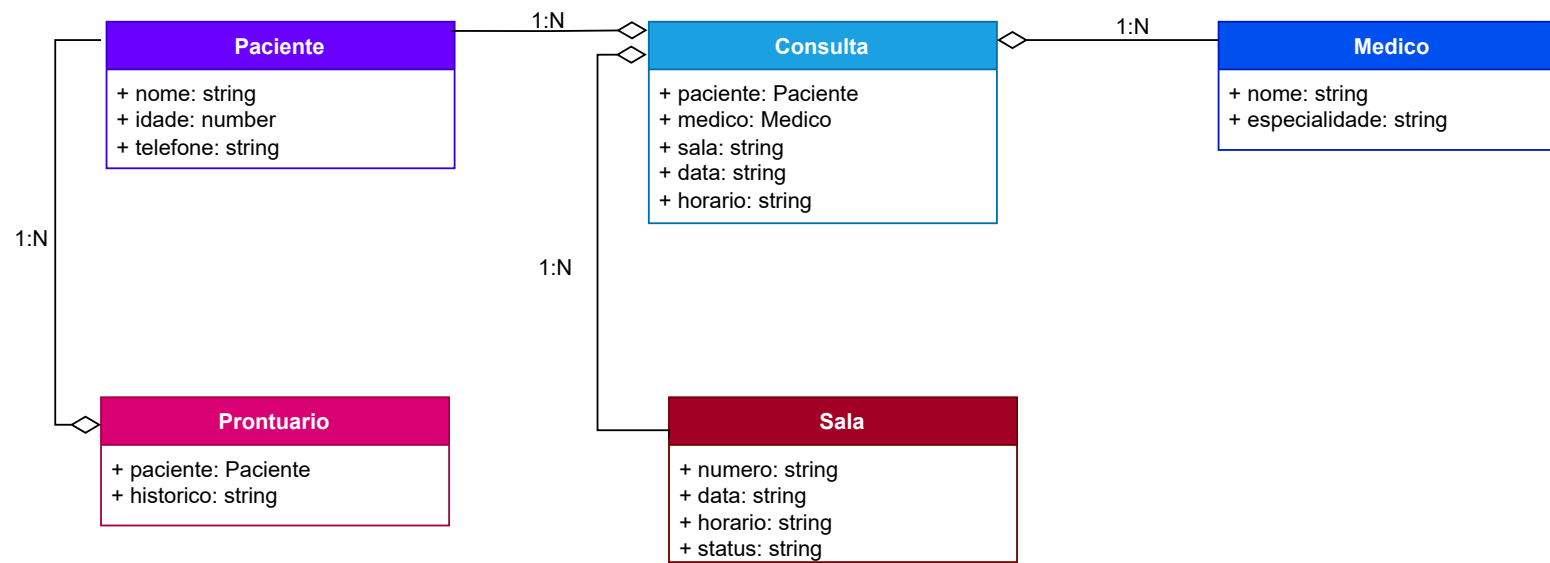 1:N
1:N
Paciente
+ nome: string
+ idade: number
+ telefone: string
Consulta
+ paciente: Paciente
+ medico: Medico
+ sala: string
+ data: string
+ horario: string
Medico
+ nome: string
+ especialidade: string
1:N
1:N
Prontuario
+ paciente: Paciente
+ historico: string
Sala
+ numero: string
+ data: string
+ horario: string
+ status: string